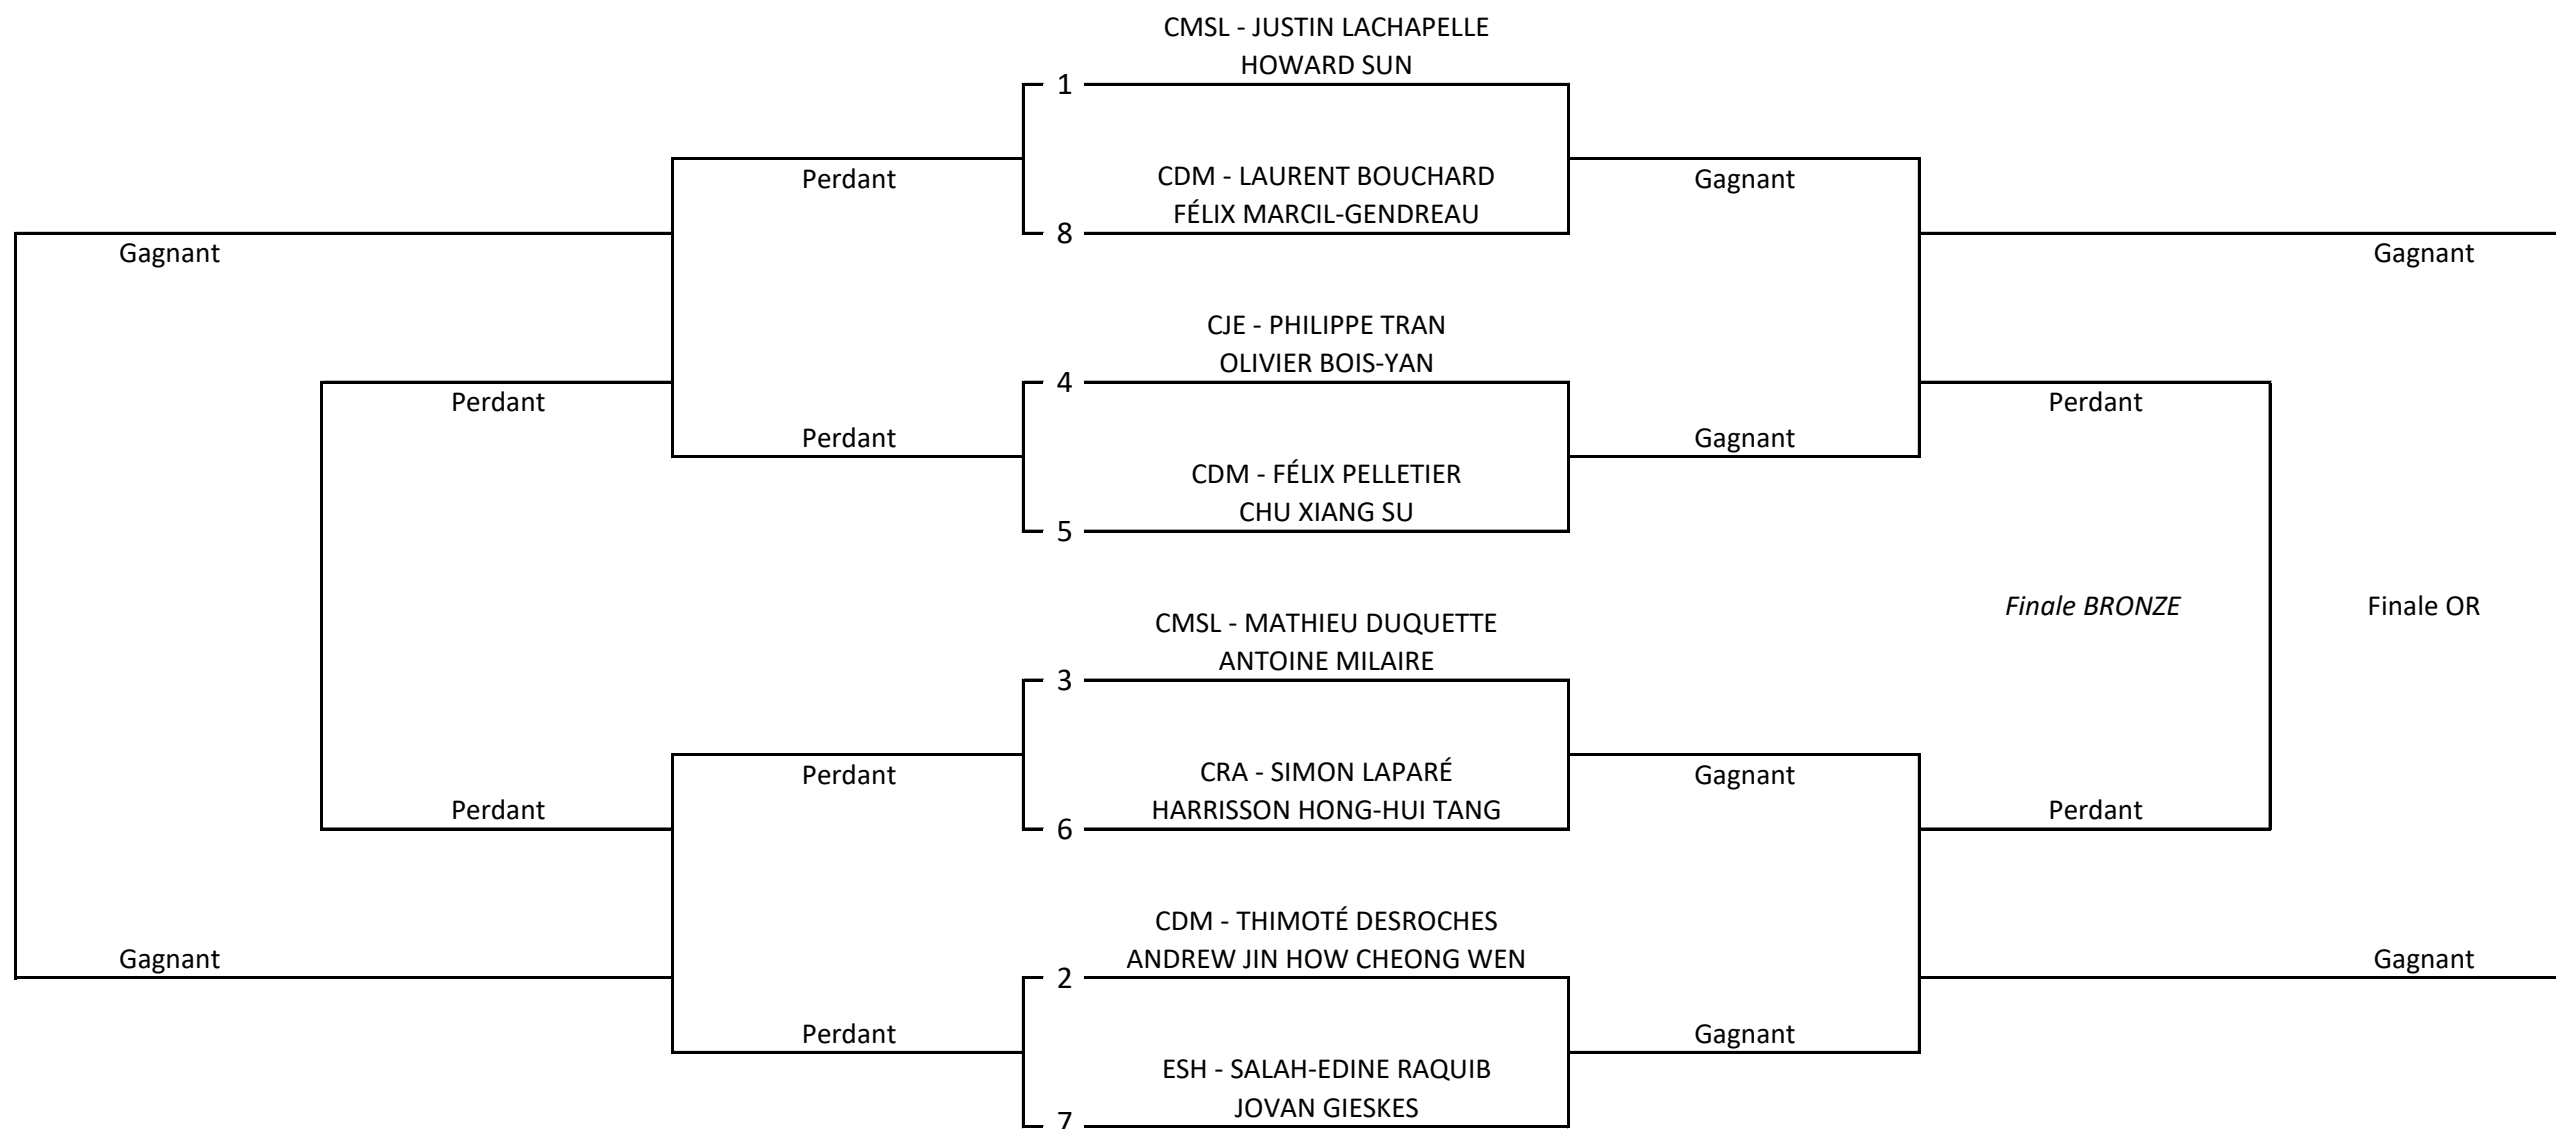 CMSL - JUSTIN LACHAPELLE
HOWARD SUN
1
Perdant
CDM - LAURENT BOUCHARD
Gagnant
FÉLIX MARCIL-GENDREAU
8
Gagnant
Gagnant
CJE - PHILIPPE TRAN
OLIVIER BOIS-YAN
4
Perdant
Perdant
Perdant
Gagnant
CDM - FÉLIX PELLETIER
CHU XIANG SU
5
Finale BRONZE
Finale OR
CMSL - MATHIEU DUQUETTE
ANTOINE MILAIRE
3
Perdant
CRA - SIMON LAPARÉ
Gagnant
Perdant
HARRISSON HONG-HUI TANG
Perdant
6
CDM - THIMOTÉ DESROCHES
Gagnant
ANDREW JIN HOW CHEONG WEN
Gagnant
2
Perdant
Gagnant
ESH - SALAH-EDINE RAQUIB
JOVAN GIESKES
7